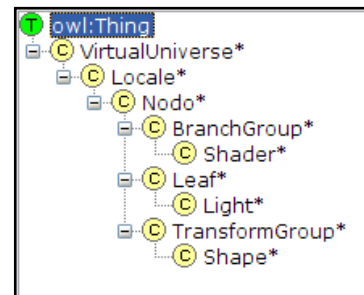 T owl:Thing
C VirtualUniverse*
C Locale*
C Nodo*
C BranchGroup*
C Shader*
C Leaf*
C Light*
C TransformGroup*
C Shape*